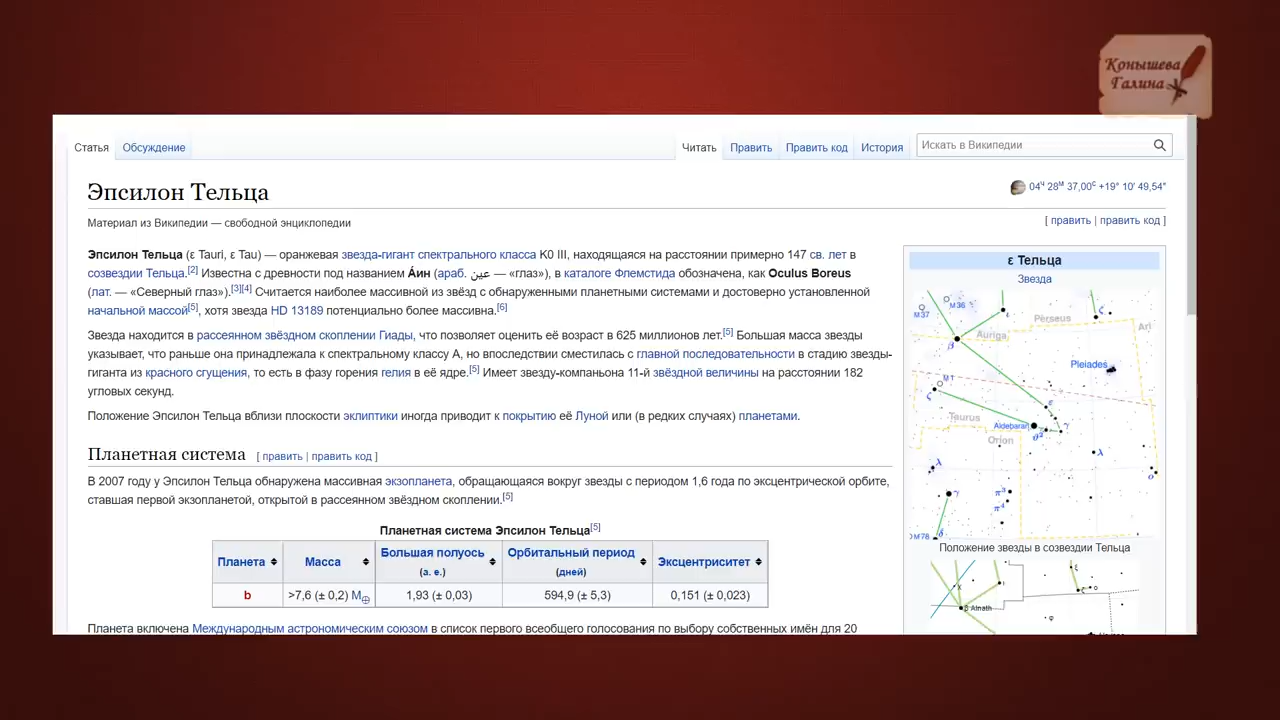 Конышева
Галина
Статья Обсуждение Читать Править Править код История Искать в Википедии
Эпсилон Тельца
04ч 28м 37,00с +19° 10′ 49,54″
Материал из Википедии — свободной энциклопедии
[ править | править код ]
Эпсилон Тельца (ε Tauri, ε Tau) — оранжевая звезда-гигант спектрального класса K0 III, находящаяся на расстоянии примерно 147 св. лет в
созвездии Тельца.[2] Известна с древности под названием Áин (араб. عين — «глаз»), в каталоге Флемстида обозначена, как Oculus Boreus
(лат. — «Северный глаз»).[3][4] Считается наиболее массивной из звёзд с обнаруженными планетными системами и достоверно установленной
начальной массой[5], хотя звезда HD 13189 потенциально более массивна.[6]
Звезда находится в рассеянном звёздном скоплении Гиады, что позволяет оценить её возраст в 625 миллионов лет.[5] Большая масса звезды
указывает, что раньше она принадлежала к спектральному классу A, но впоследствии сместилась с главной последовательности в стадию звезды-
гиганта из красного сгущения, то есть в фазу горения гелия в её ядре.[5] Имеет звезду-компаньона 11-й звёздной величины на расстоянии 182
угловых секунд.
Положение Эпсилон Тельца вблизи плоскости эклиптики иногда приводит к покрытию её Луной или (в редких случаях) планетами.
Планетная система [ править | править код ]
В 2007 году у Эпсилон Тельца обнаружена массивная экзопланета, обращающаяся вокруг звезды с периодом 1,6 года по эксцентрической орбите,
ставшая первой экзопланетой, открытой в рассеянном звёздном скоплении.[5]
Планетная система Эпсилон Тельца[5]
Планета Масса Большая полуось (а. е.) Орбитальный период (дней) Эксцентриситет
b >7,6 (± 0,2) M⊕ 1,93 (± 0,03) 594,9 (± 5,3) 0,151 (± 0,023)
Планета включена Международным астрономическим союзом в список первого всеобщего голосования по выбору собственных имён для 20
ε Тельца
Звезда
M36
M37
Perseus
ζ
Auriga
ι
Ari
β
Pleiades
M1
ζ
ε
Taurus
Aldebaran
γ
Orion
λ
λ
ο
γ
π³
π⁴
M78
δ
Положение звезды в созвездии Тельца
β Alnath
φ